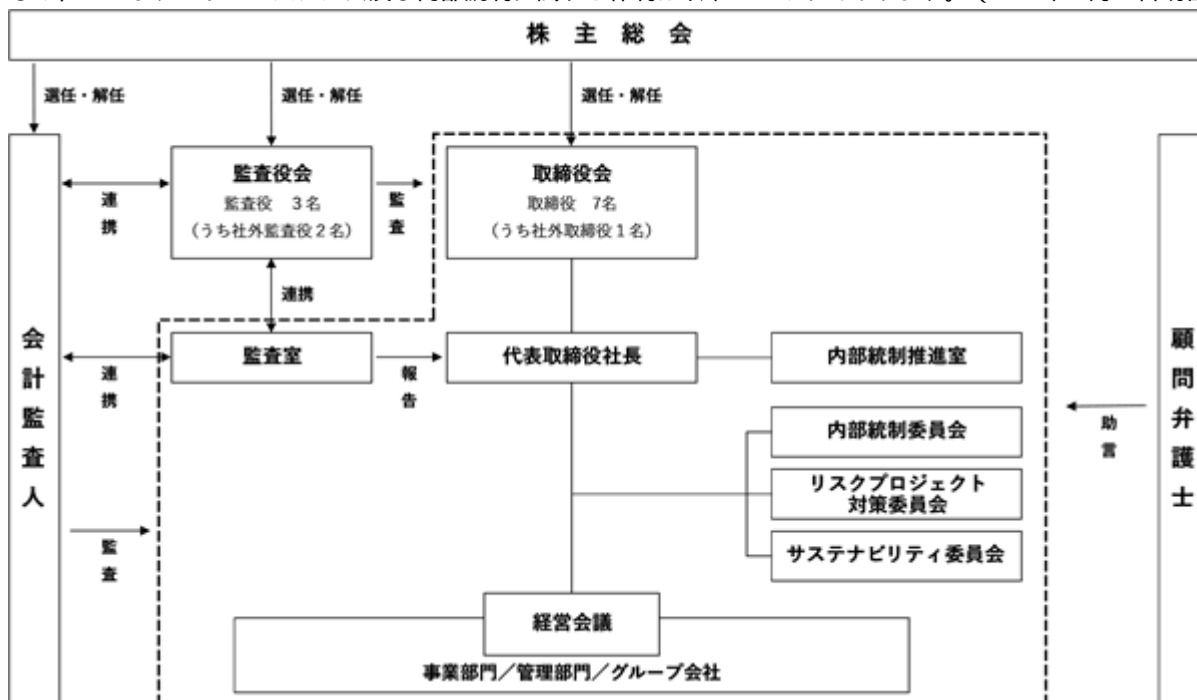 株主総会
選任・解任
選任・解任
選任・解任
監査役会
監査役 3名
(うち社外監査役2名)
監査
取締役会
取締役 7名
(うち社外取締役1名)
連携
連携
会計監査人
監査室
連携
報告
代表取締役社長
内部統制推進室
内部統制委員会
リスクプロジェクト
対策委員会
サステナビリティ委員会
助言
顧問弁護士
監査
経営会議
事業部門/管理部門/グループ会社